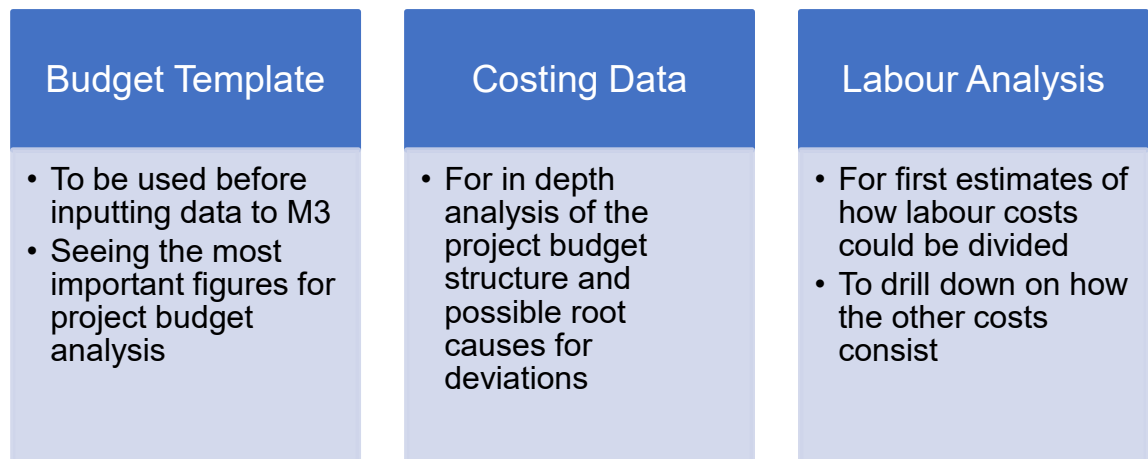 Budget Template
• To be used before
inputting data to M3
• Seeing the most
important figures for
project budget
analysis
Costing Data
• For in depth
analysis of the
project budget
structure and
possible root
causes for
deviations
Labour Analysis
• For first estimates of
how labour costs
could be divided
• To drill down on how
the other costs
consist